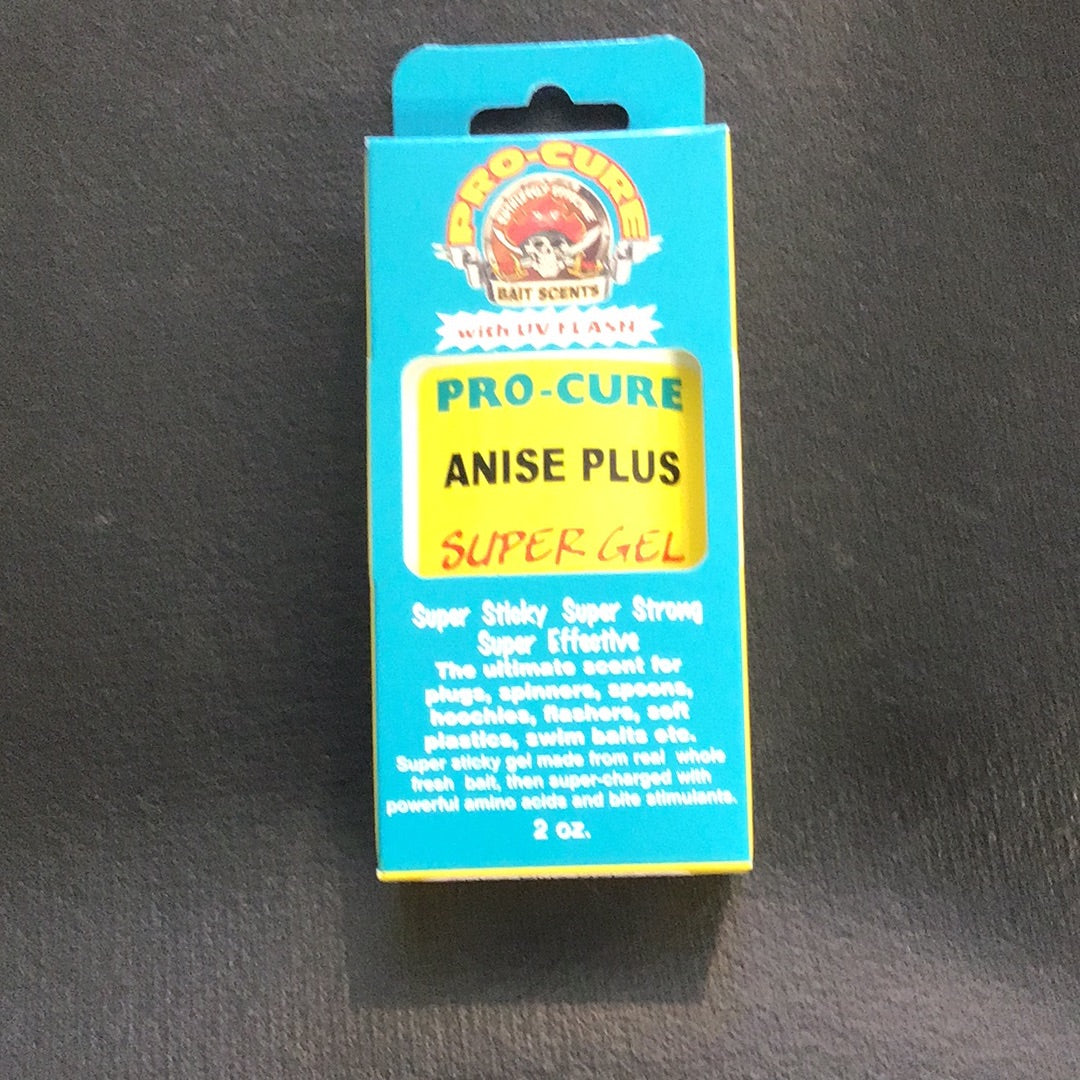 PRO-CURE
BAIT SCENTS
with UV FLASH
PRO-CURE
ANISE PLUS
SUPER GEL
Super Sticky Super Strong
Super Effective
The ultimate scent for
plugs, spinners, spoons,
hoochies, flashers, soft
plastics, swim baits etc.
Super sticky gel made from real whole
fresh bait, then super-charged with
powerful amino acids and bite stimulants.
2 oz.